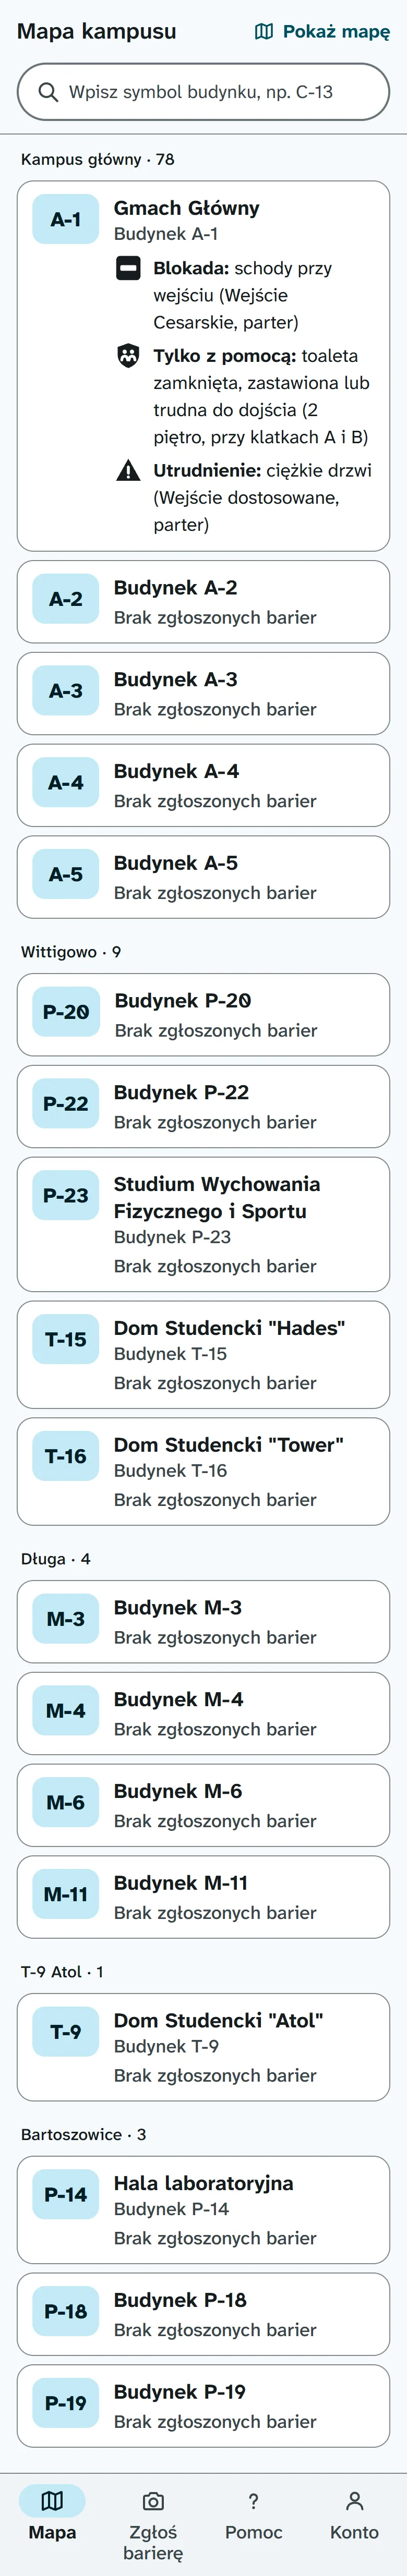 Mapa kampusu
Pokaż mapę
Wpisz symbol budynku, np. C-13
Kampus główny · 78
A-1
Gmach Główny
Budynek A-1
Blokada: schody przy
wejściu (Wejście
Cesarskie, parter)
Tylko z pomocą: toaleta
zamknięta, zastawiona lub
trudna do dojścia (2
piętro, przy klatkach A i B)
Utrudnienie: ciężkie drzwi
(Wejście dostosowane,
parter)
A-2
Budynek A-2
Brak zgłoszonych barier
A-3
Budynek A-3
Brak zgłoszonych barier
A-4
Budynek A-4
Brak zgłoszonych barier
A-5
Budynek A-5
Brak zgłoszonych barier
Wittigowo · 9
P-20
Budynek P-20
Brak zgłoszonych barier
P-22
Budynek P-22
Brak zgłoszonych barier
P-23
Studium Wychowania
Fizycznego i Sportu
Budynek P-23
Brak zgłoszonych barier
T-15
Dom Studencki "Hades"
Budynek T-15
Brak zgłoszonych barier
T-16
Dom Studencki "Tower"
Budynek T-16
Brak zgłoszonych barier
Długa · 4
M-3
Budynek M-3
Brak zgłoszonych barier
M-4
Budynek M-4
Brak zgłoszonych barier
M-6
Budynek M-6
Brak zgłoszonych barier
M-11
Budynek M-11
Brak zgłoszonych barier
T-9 Atol · 1
T-9
Dom Studencki "Atol"
Budynek T-9
Brak zgłoszonych barier
Bartoszowice · 3
P-14
Hala laboratoryjna
Budynek P-14
Brak zgłoszonych barier
P-18
Budynek P-18
Brak zgłoszonych barier
P-19
Budynek P-19
Brak zgłoszonych barier
Mapa
Zgłoś
barierę
Pomoc
Konto